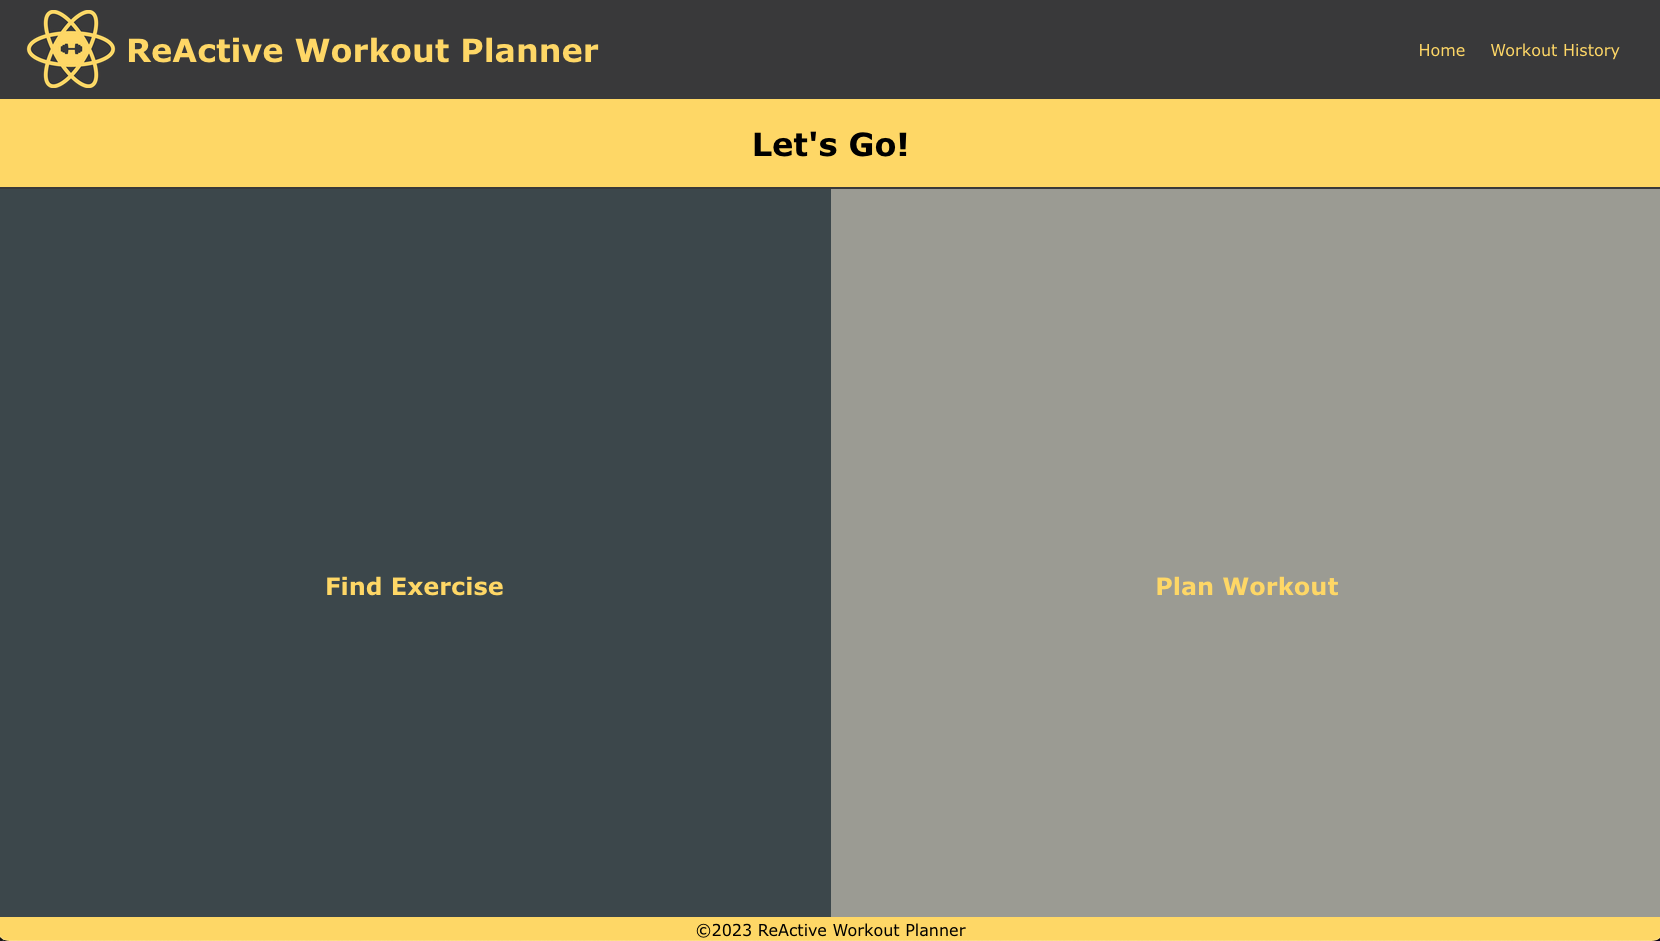 ReActive Workout Planner
Home
Workout History
Let's Go!
Find Exercise
Plan Workout
©2023 ReActive Workout Planner